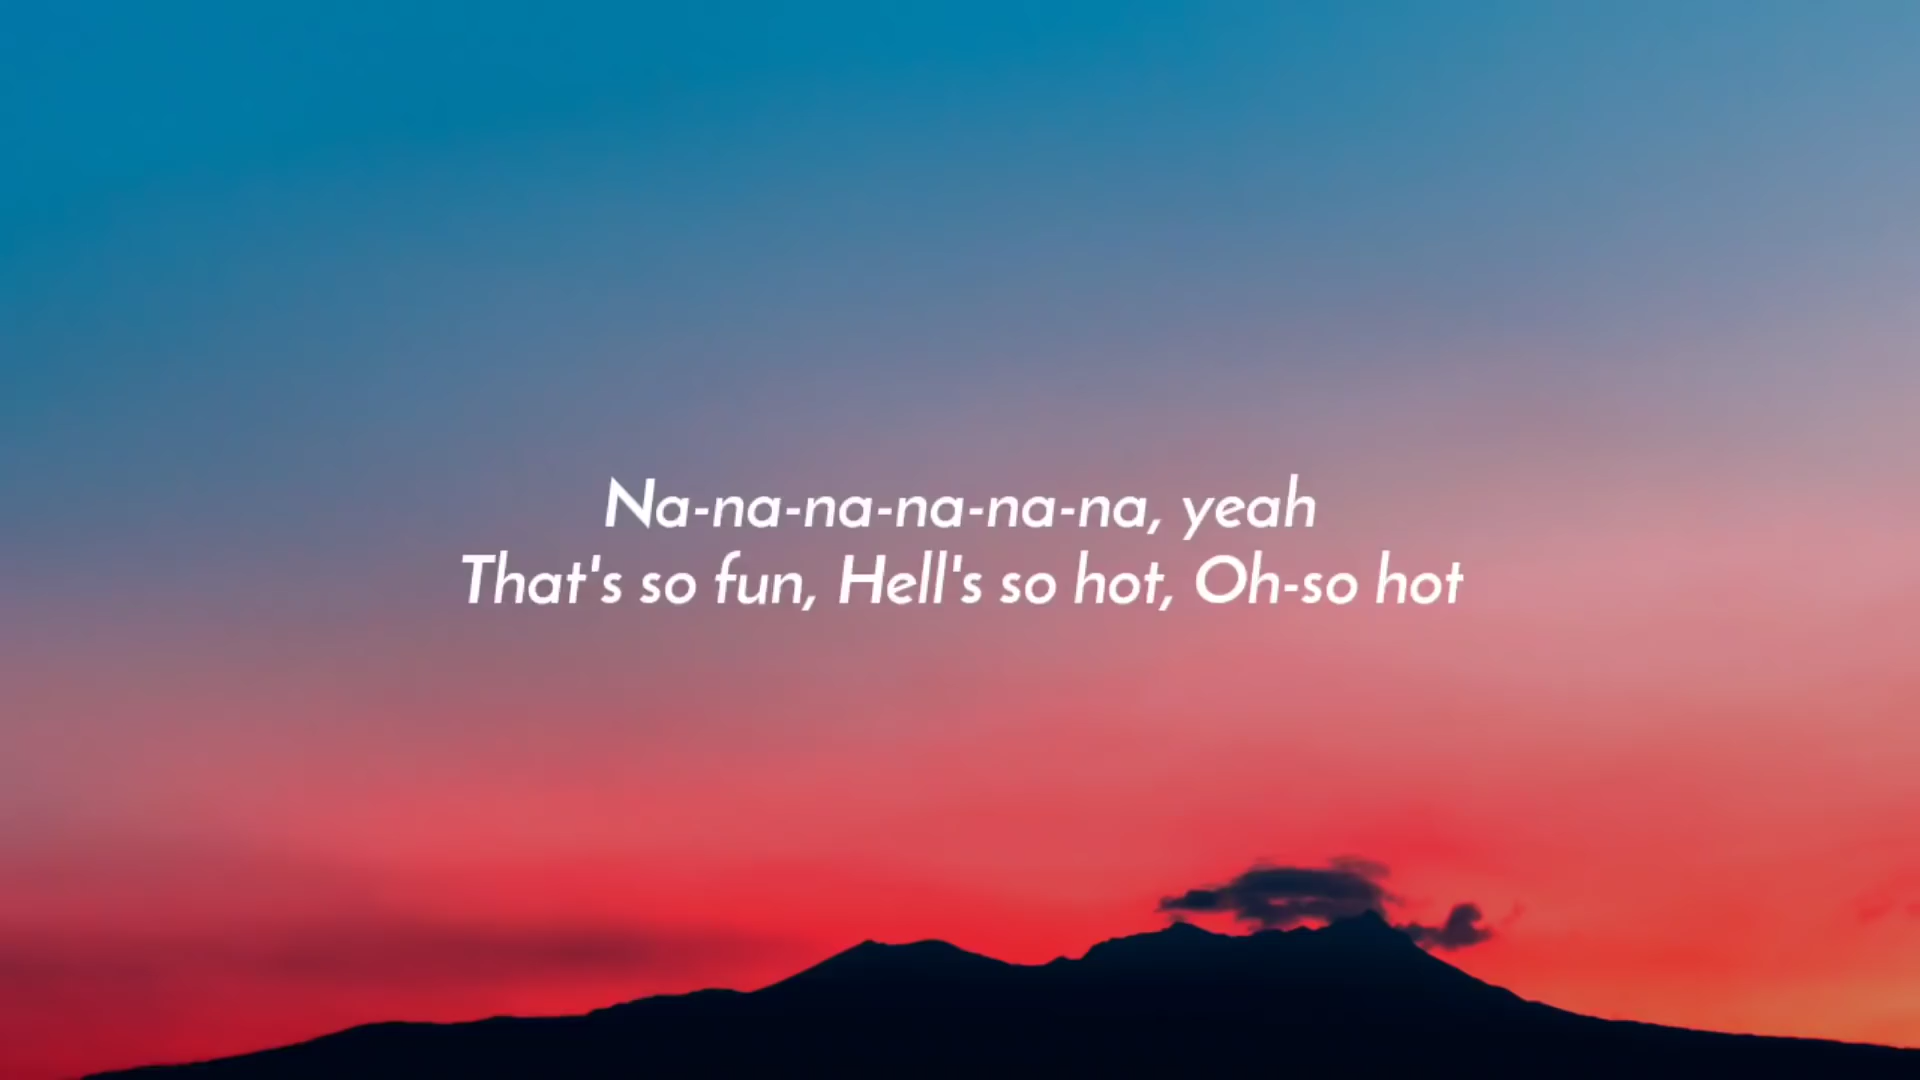 Na-na-na-na-na-na, yeah
That's so fun, Hell's so hot, Oh-so hot